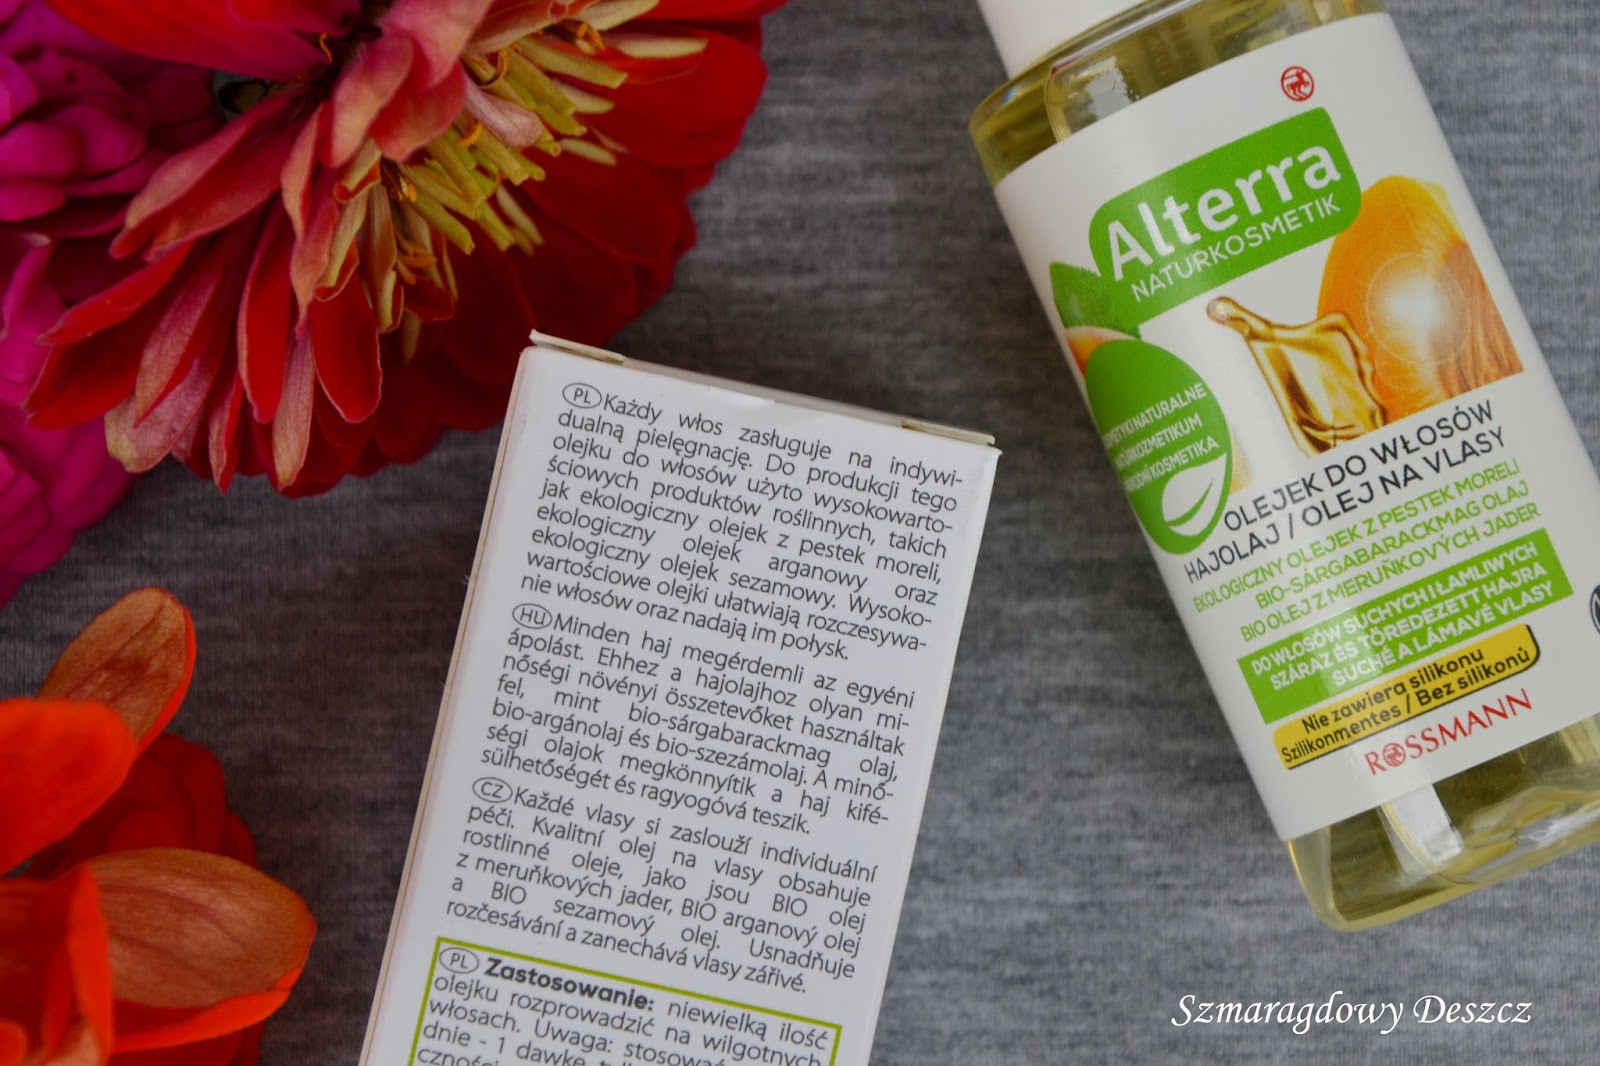 PL Każdy włos zasługuje na indywi-
dualną pielęgnację. Do produkcji tego
olejku do włosów użyto wysokowarto-
ściowych produktów roślinnych, takich
jak ekologiczny olejek z pestek moreli,
ekologiczny olejek arganowy oraz
ekologiczny olejek sezamowy. Wysoko-
wartościowe olejki ułatwiają rozczesywa-
nie włosów oraz nadają im połysk.
HU Minden haj megérdemli az egyéni
ápolást. Ehhez a hajolajhoz olyan mi-
nőségi növényi összetevőket használtak
fel, mint bio-sárgabarackmag olaj,
bio-argánolaj és bio-szezámolaj. A minő-
ségi olajok megkönnyítik a haj kifé-
sülhetőségét és ragyogóvá teszik.
CZ Každé vlasy si zaslouží individuální
péči. Kvalitní olej na vlasy obsahuje
rostlinné oleje, jako jsou BIO olej
z meruňkových jader, BIO arganový olej
a BIO sezamový olej. Usnadňuje
rozčesávání a zanechává vlasy zářivé.
PL Zastosowanie: niewielką ilość
olejku rozprowadzić na wilgotnych
włosach. Uwaga: stosować
dnie - 1 dawkę
Alterra
NATURKOSMETIK
NATURALNE
KOSMETIKA
OLEJEK DO WŁOSÓW
HAJOLAJ / OLEJ NA VLASY
EKOLOGICZNY OLEJEK Z PESTEK MORELI
BIO-SÁRGABARACKMAG OLAJ
BIO OLEJ Z MERUŇKOVÝCH JADER
DO WŁOSÓW SUCHYCH I ŁAMLIWYCH
SZÁRAZ ÉS TÖREDEZETT HAJRA
SUCHÉ A LÁMAVÉ VLASY
Nie zawiera silikonu
Szilikonmentes / Bez silikonů
ROSSMANN
Szmaragdowy Deszcz